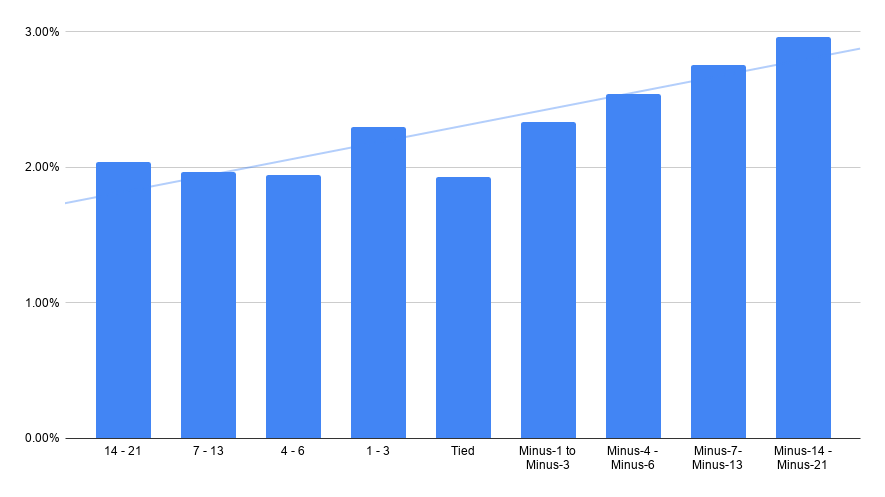 3.00%
2.00%
1.00%
0.00%
14 - 21
7 - 13
4 - 6
1 - 3
Tied
Minus-1 to
Minus-3
Minus-4 -
Minus-6
Minus-7-
Minus-13
Minus-14 -
Minus-21